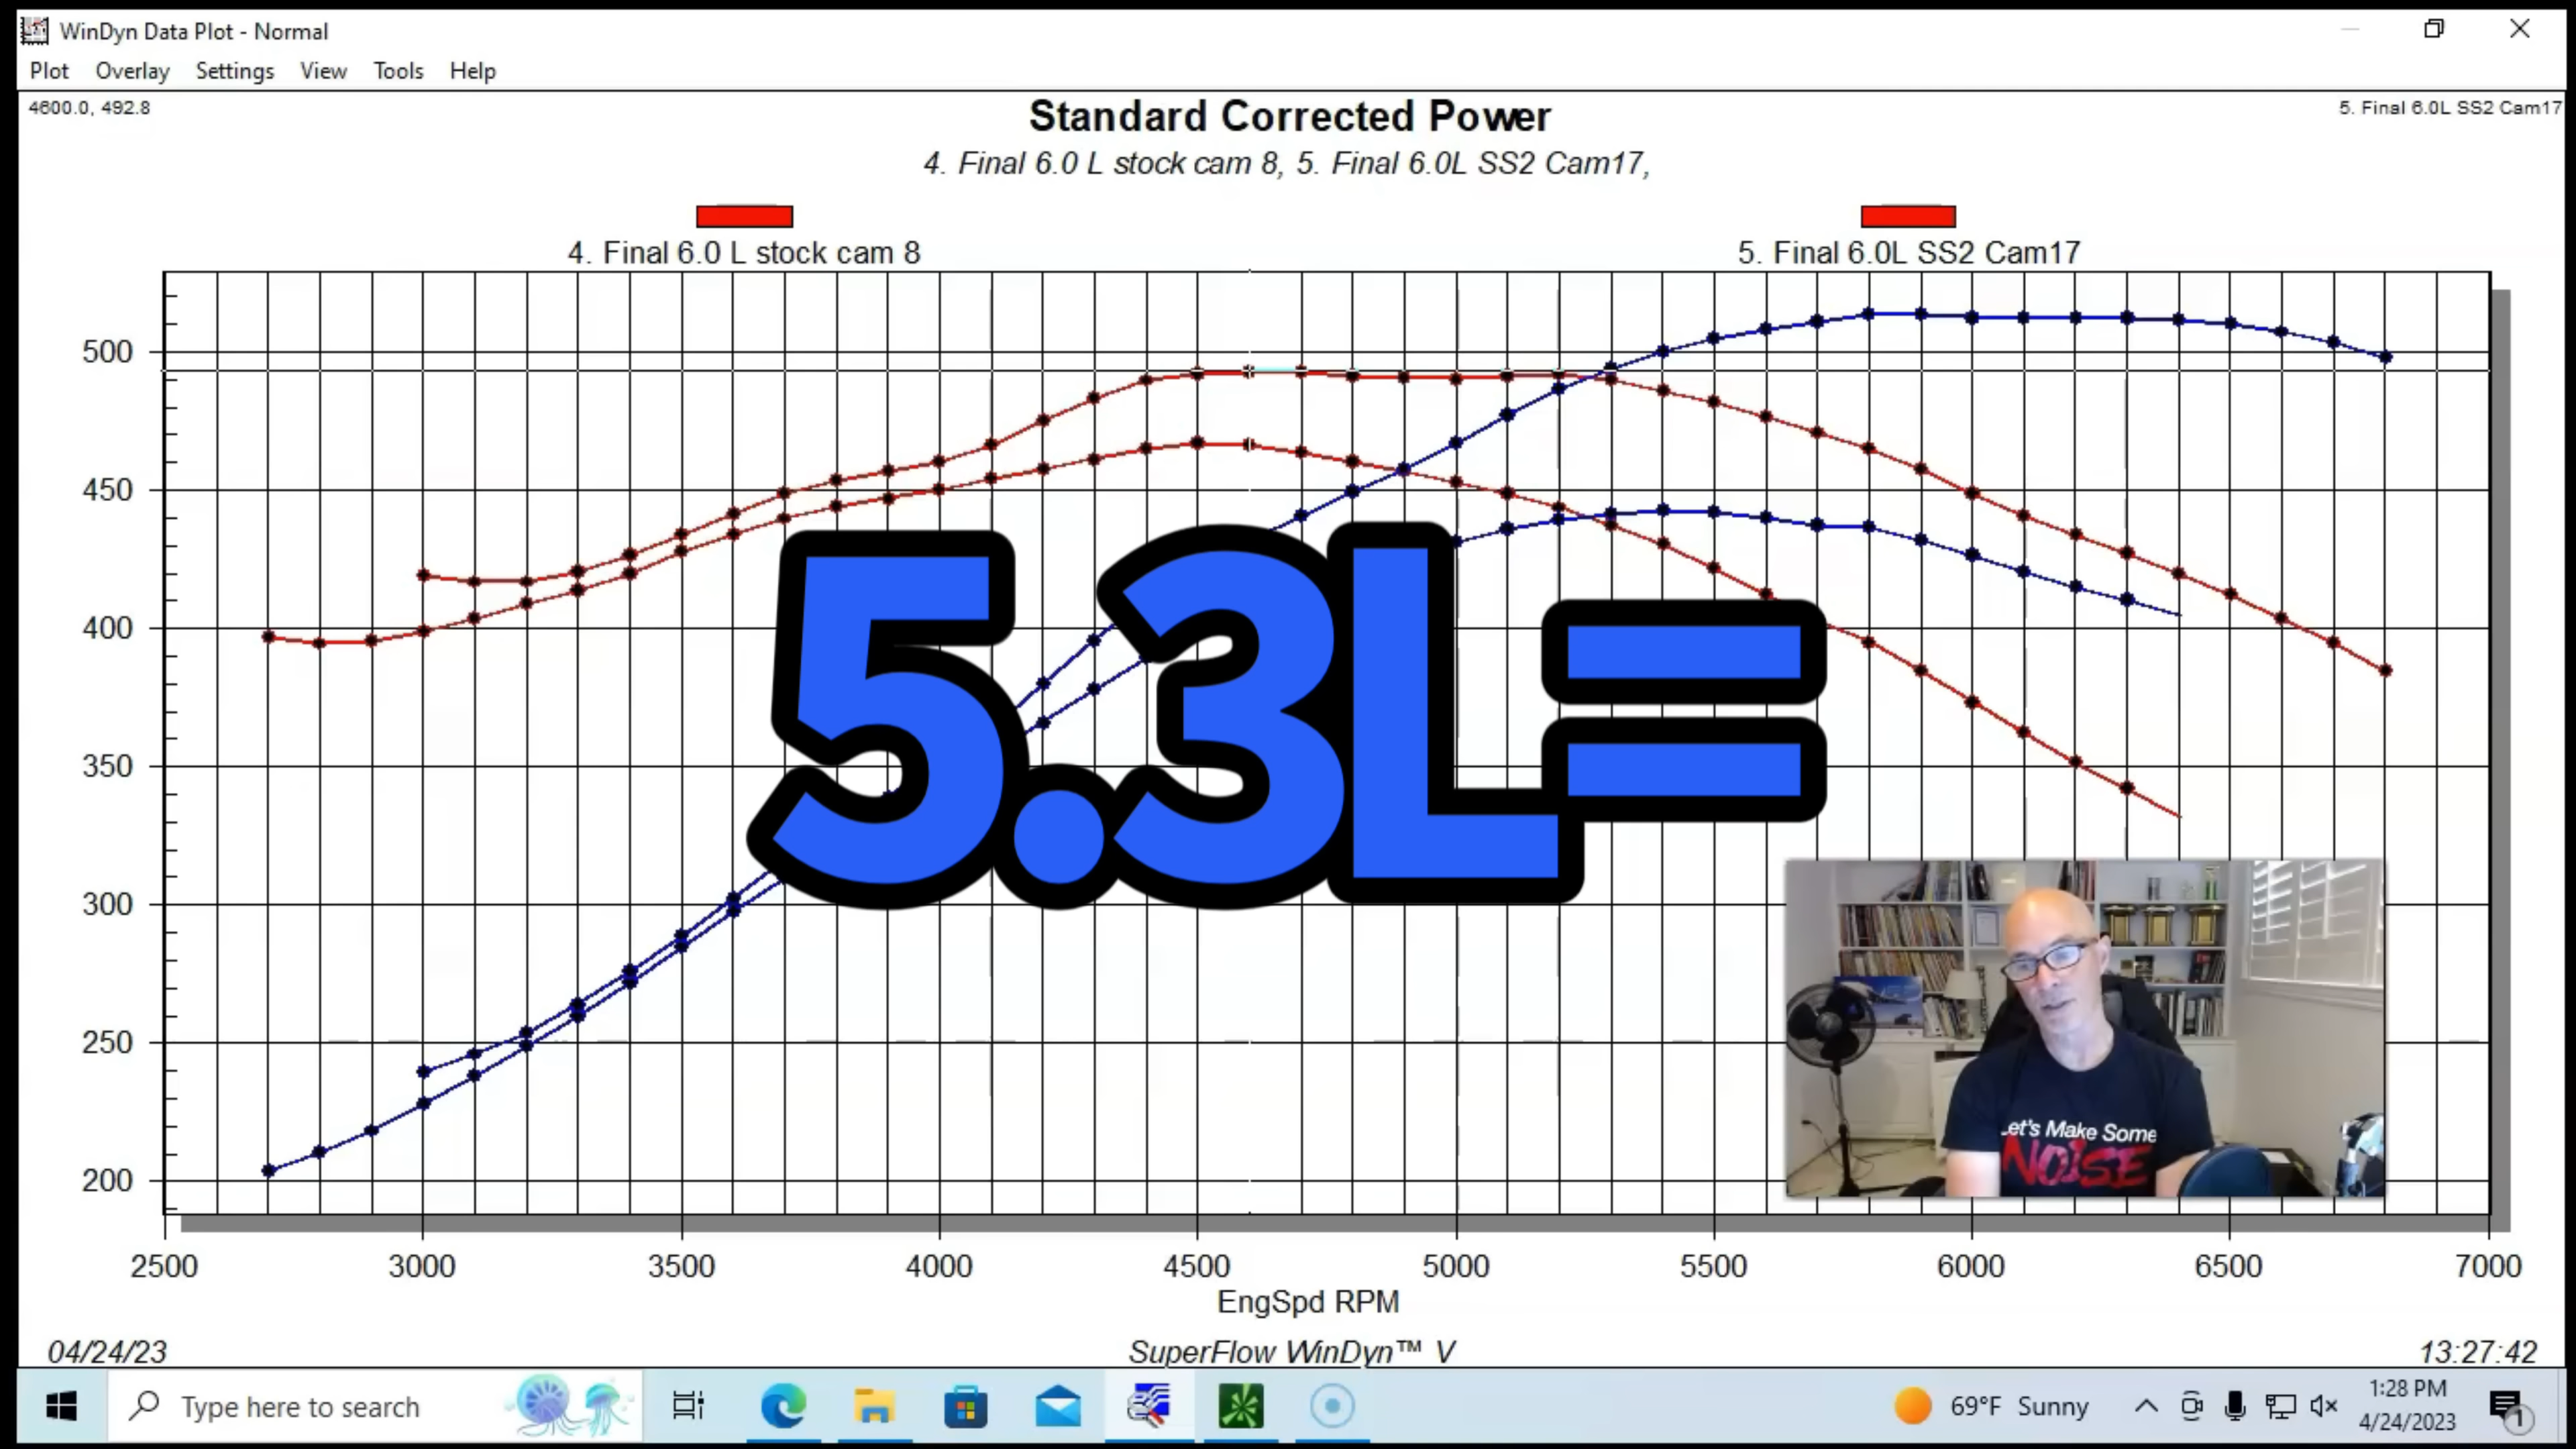 WinDyn Data Plot - Normal
Plot Overlay Settings View Tools Help
4600.0, 492.8
Standard Corrected Power
5. Final 6.0L SS2 Cam17
4. Final 6.0 L stock cam 8, 5. Final 6.0L SS2 Cam17,
4. Final 6.0 L stock cam 8
5. Final 6.0L SS2 Cam17
500
450
400
350
300
250
200
5.3L=
et's Make Some
NOISE
2500 3000 3500 4000 4500 5000 5500 6000 6500 7000
EngSpd RPM
04/24/23
SuperFlow WinDyn™ V
13:27:42
Type here to search
69°F Sunny
1:28 PM
4/24/2023
1